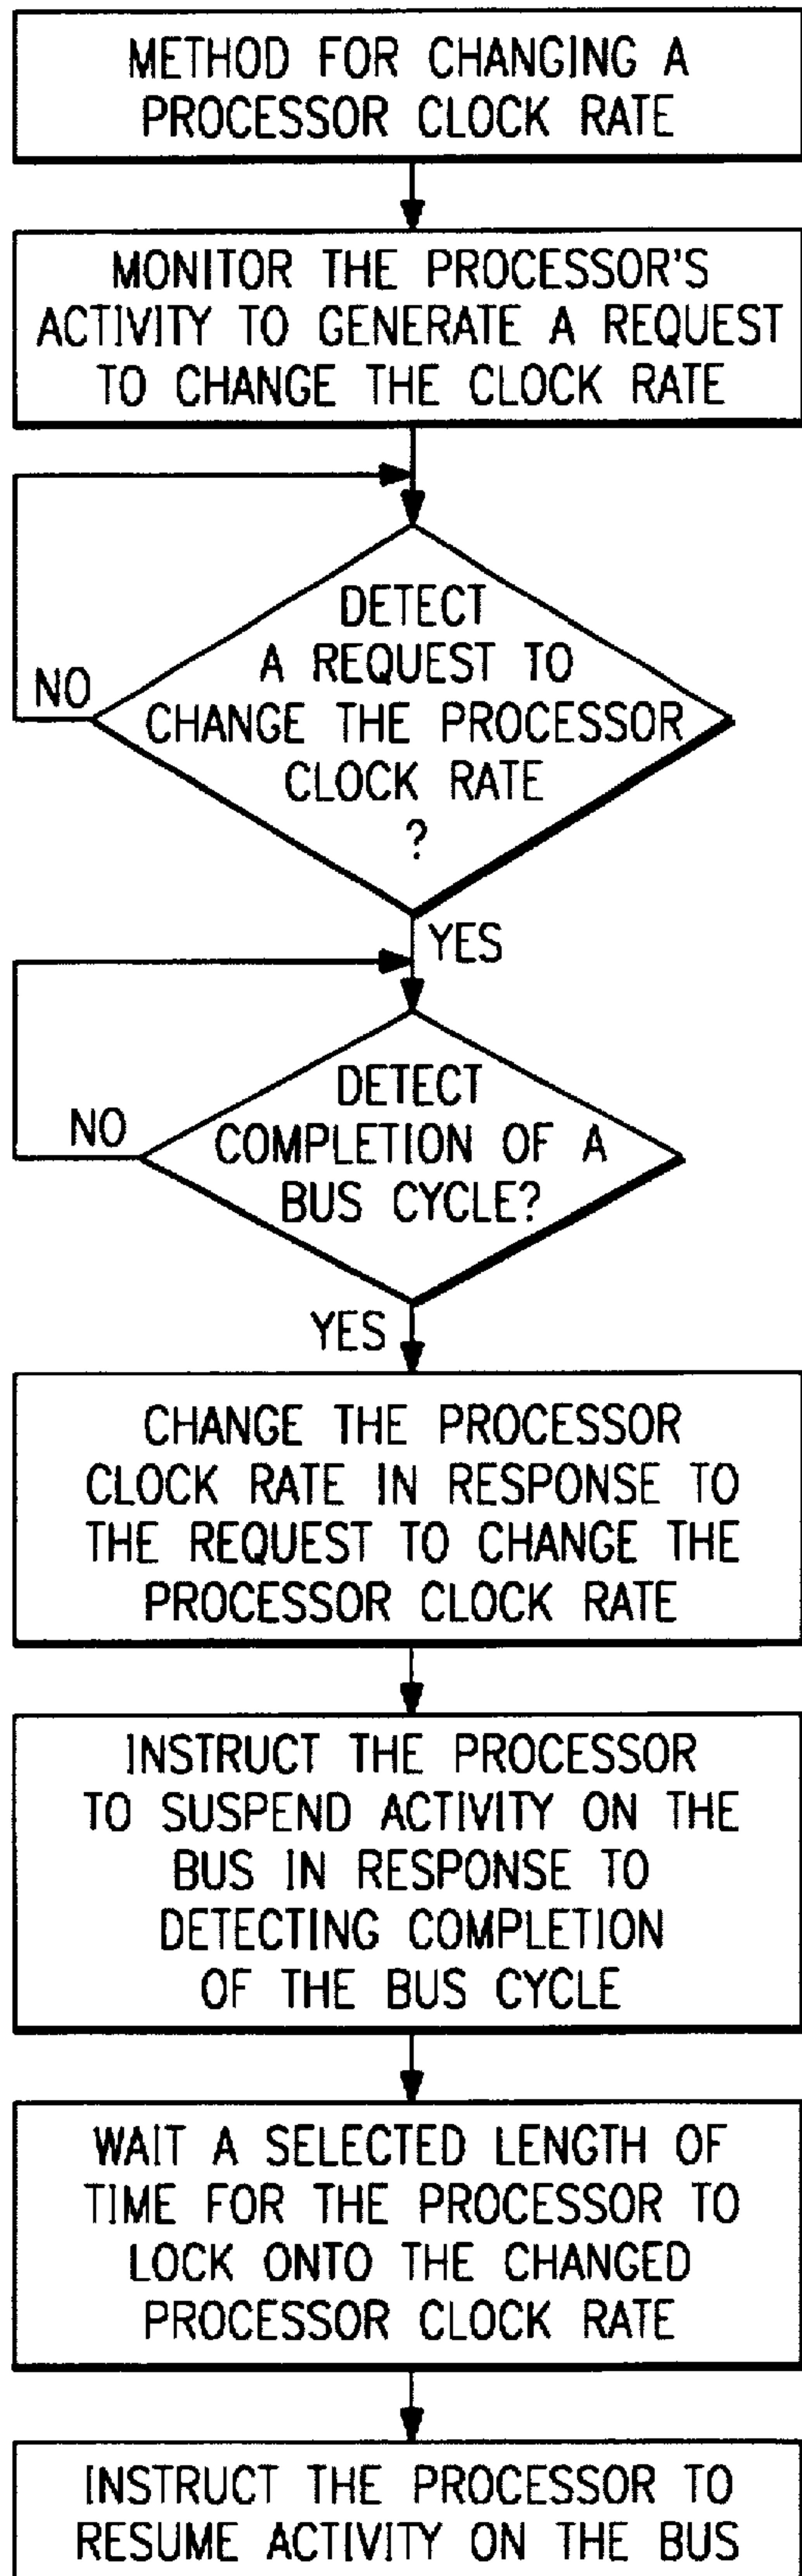 METHOD FOR CHANGING A
PROCESSOR CLOCK RATE
MONITOR THE PROCESSOR'S
ACTIVITY TO GENERATE A REQUEST
TO CHANGE THE CLOCK RATE
DETECT
A REQUEST TO
CHANGE THE PROCESSOR
CLOCK RATE
?
NO
YES
DETECT
COMPLETION OF A
BUS CYCLE?
NO
YES
CHANGE THE PROCESSOR
CLOCK RATE IN RESPONSE TO
THE REQUEST TO CHANGE THE
PROCESSOR CLOCK RATE
INSTRUCT THE PROCESSOR
TO SUSPEND ACTIVITY ON THE
BUS IN RESPONSE TO
DETECTING COMPLETION
OF THE BUS CYCLE
WAIT A SELECTED LENGTH OF
TIME FOR THE PROCESSOR TO
LOCK ONTO THE CHANGED
PROCESSOR CLOCK RATE
INSTRUCT THE PROCESSOR TO
RESUME ACTIVITY ON THE BUS